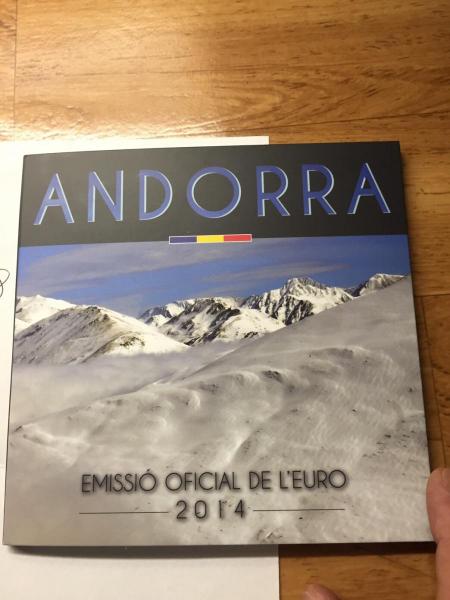 ANDORRA
EMISSIÓ OFICIAL DE L'EURO
2014